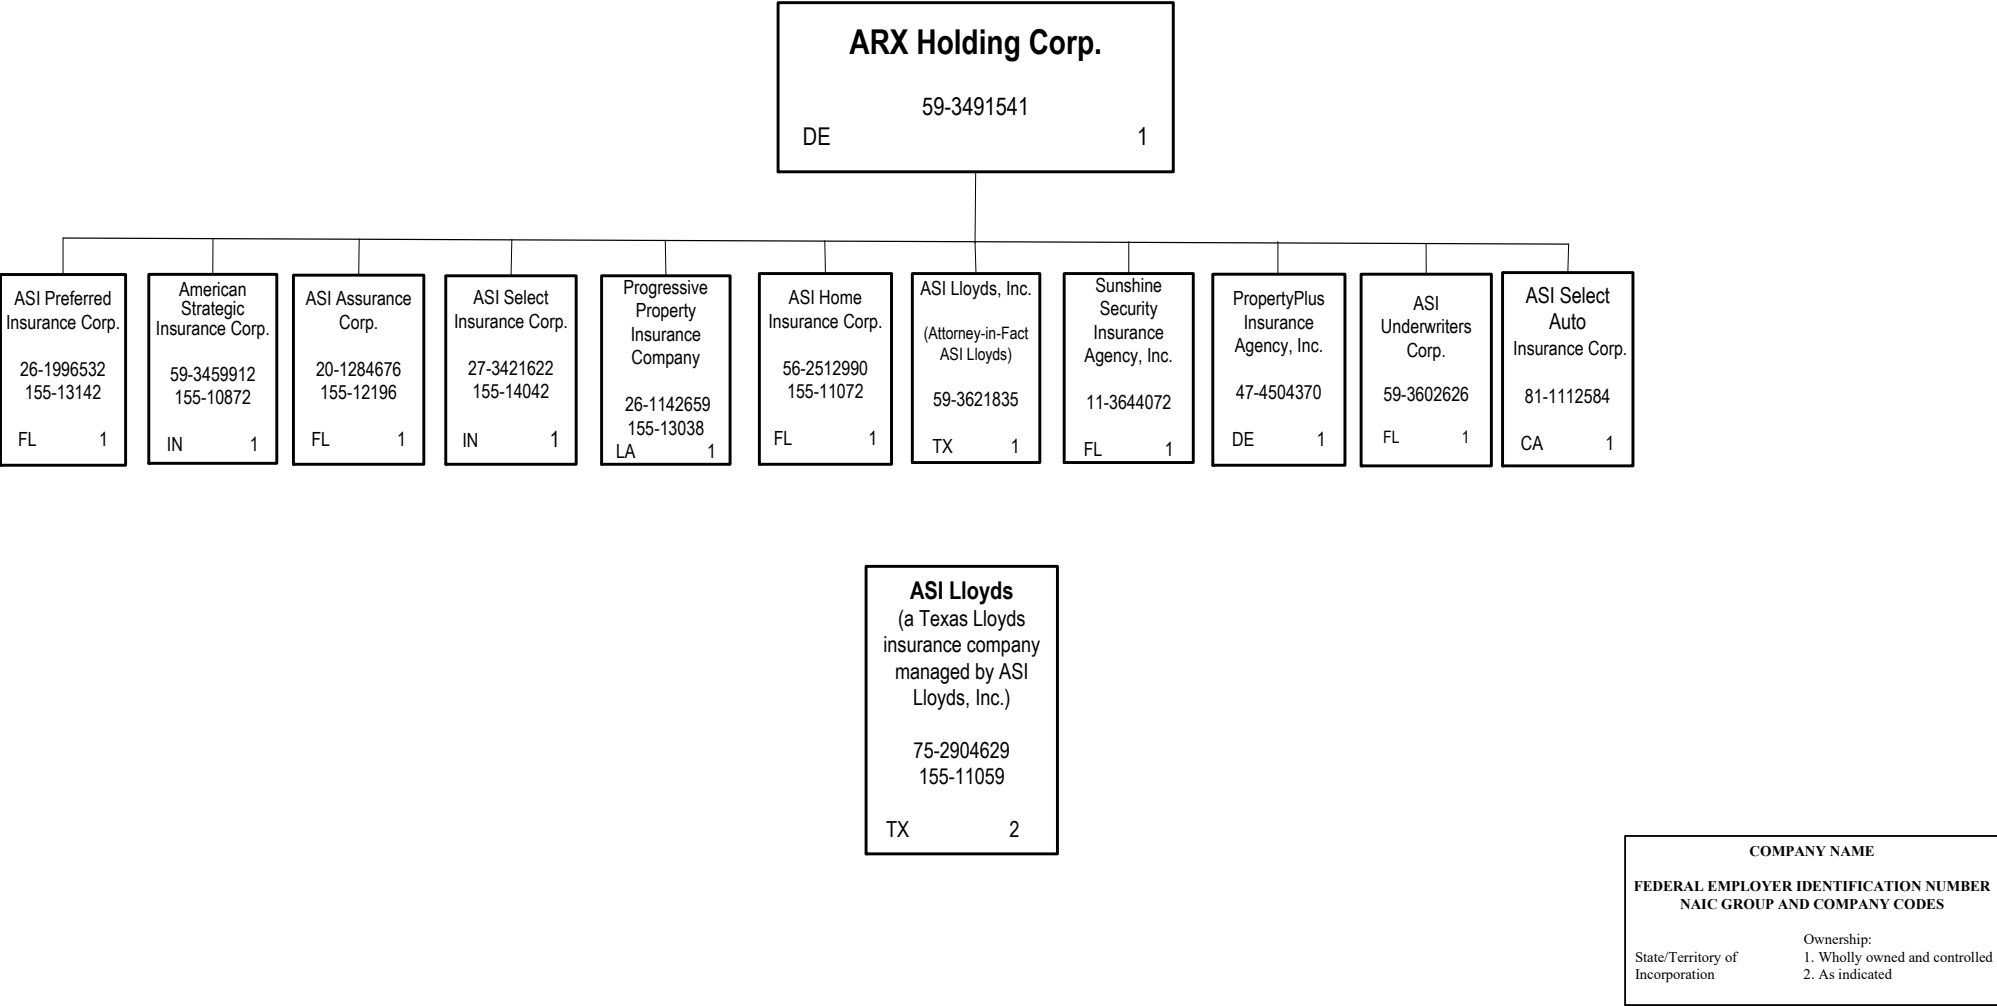 ARX Holding Corp.
59-3491541
DE 1
ASI Preferred
Insurance Corp.
26-1996532
155-13142
FL 1
American
Strategic
Insurance Corp.
59-3459912
155-10872
IN 1
ASI Assurance
Corp.
20-1284676
155-12196
FL 1
ASI Select
Insurance Corp.
27-3421622
155-14042
IN 1
Progressive
Property
Insurance
Company
26-1142659
155-13038
LA 1
ASI Home
Insurance Corp.
56-2512990
155-11072
FL 1
ASI Lloyds, Inc.
(Attorney-in-Fact
ASI Lloyds)
59-3621835
TX 1
Sunshine
Security
Insurance
Agency, Inc.
11-3644072
FL 1
PropertyPlus
Insurance
Agency, Inc.
47-4504370
DE 1
ASI
Underwriters
Corp.
59-3602626
FL 1
ASI Select
Auto
Insurance Corp.
81-1112584
CA 1
ASI Lloyds
(a Texas Lloyds
insurance company
managed by ASI
Lloyds, Inc.)
75-2904629
155-11059
TX 2
COMPANY NAME
FEDERAL EMPLOYER IDENTIFICATION NUMBER
NAIC GROUP AND COMPANY CODES
Ownership:
State/Territory of 1. Wholly owned and controlled
Incorporation 2. As indicated